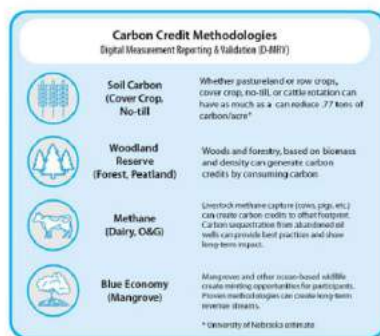 Carbon Credit Methodologies
Digital Measurement Reporting & Validation (D-MRV)
Soil Carbon
(Cover Crop,
No-till
Whether pastureland or row crops,
cover crop, no-till, or cattle rotation can
have as much as a can reduce .77 tons of
carbon/acre*
Woodland
Reserve
(Forest, Peatland)
Woods and forestry, based on biomass
and density can generate carbon
credits by consuming carbon
Methane
(Dairy, O&G)
Livestock methane capture (cows, pigs, etc.)
can create carbon credits to offset footprint.
Carbon sequestration from abandoned oil
wells can provide best practices and show
long-term impact.
Blue Economy
(Mangrove)
Mangroves and other ocean-based wildlife
create minting opportunities for participants.
Proven methodologies can create long-term
revenue streams.
* University of Nebraska estimate